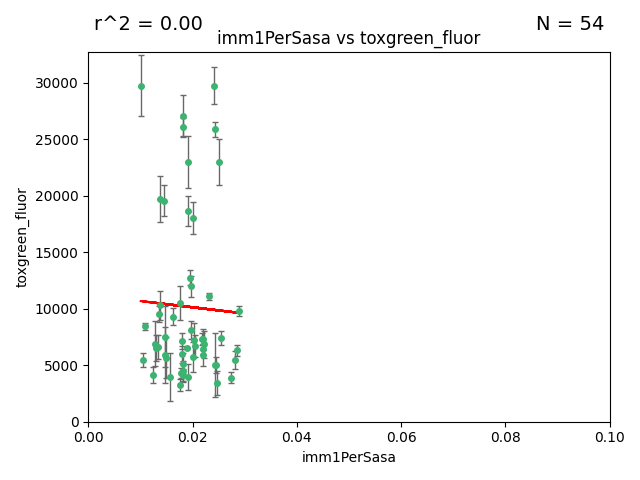 r^2 = 0.00
N = 54
imm1PerSasa vs toxgreen_fluor
30000
25000
20000
15000
10000
5000
0
toxgreen_fluor
0.00
0.02
0.04
0.06
0.08
0.10
imm1PerSasa